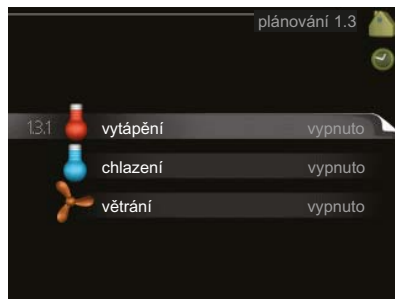 plánování 1.3
1.3.1 vytápění vypnuto
chlazení vypnuto
větrání vypnuto